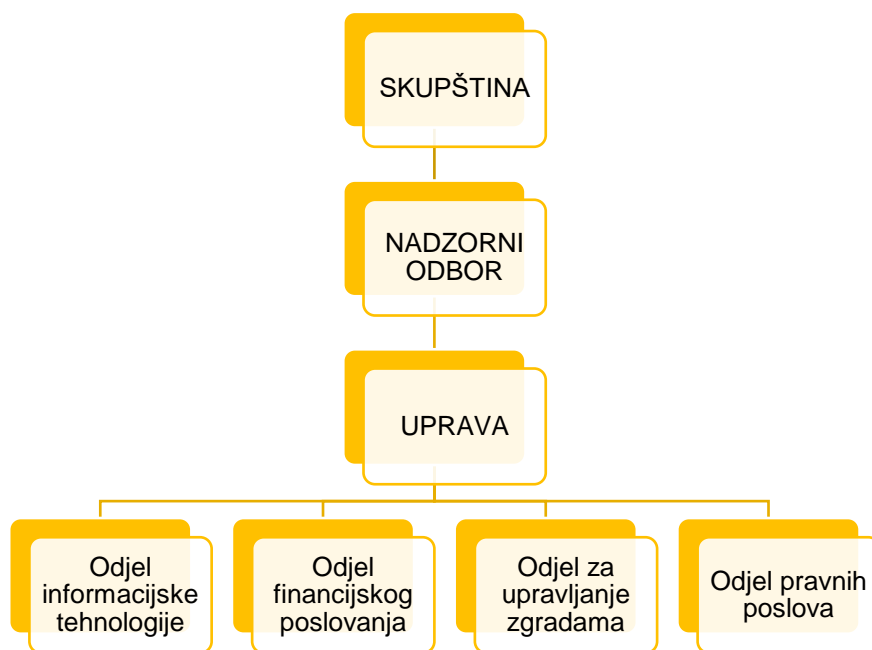 SKUPŠTINA
NADZORNI
ODBOR
UPRAVA
Odjel
informacijske
tehnologije
Odjel
financijskog
poslovanja
Odjel za
upravljanje
zgradama
Odjel pravnih
poslova